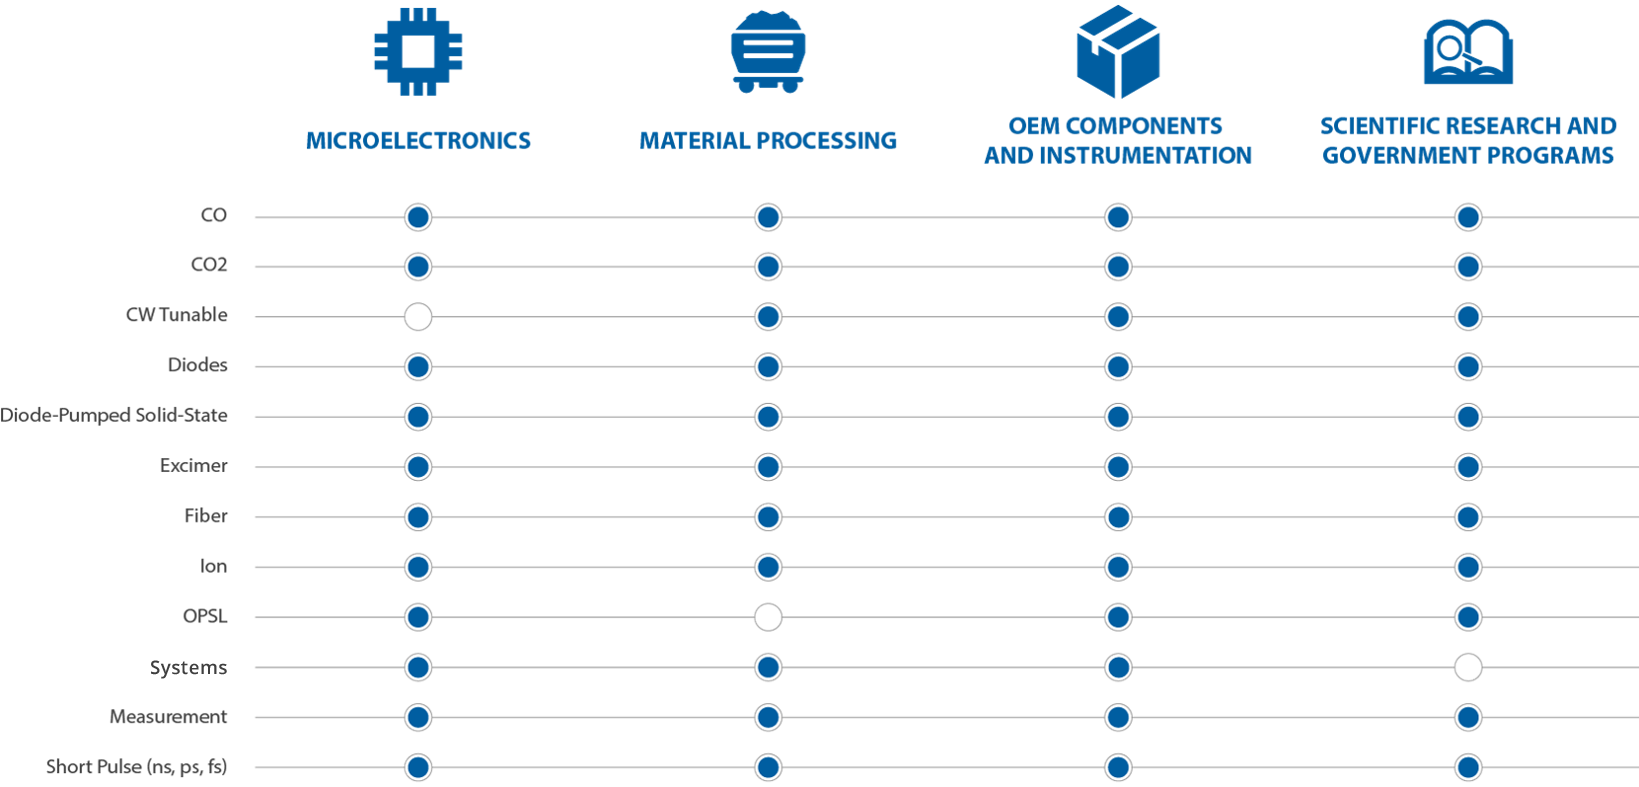 MICROELECTRONICS
MATERIAL PROCESSING
OEM COMPONENTS
AND INSTRUMENTATION
SCIENTIFIC RESEARCH AND
GOVERNMENT PROGRAMS
CO
CO2
CW Tunable
Diodes
Diode-Pumped Solid-State
Excimer
Fiber
Ion
OPSL
Systems
Measurement
Short Pulse (ns, ps, fs)